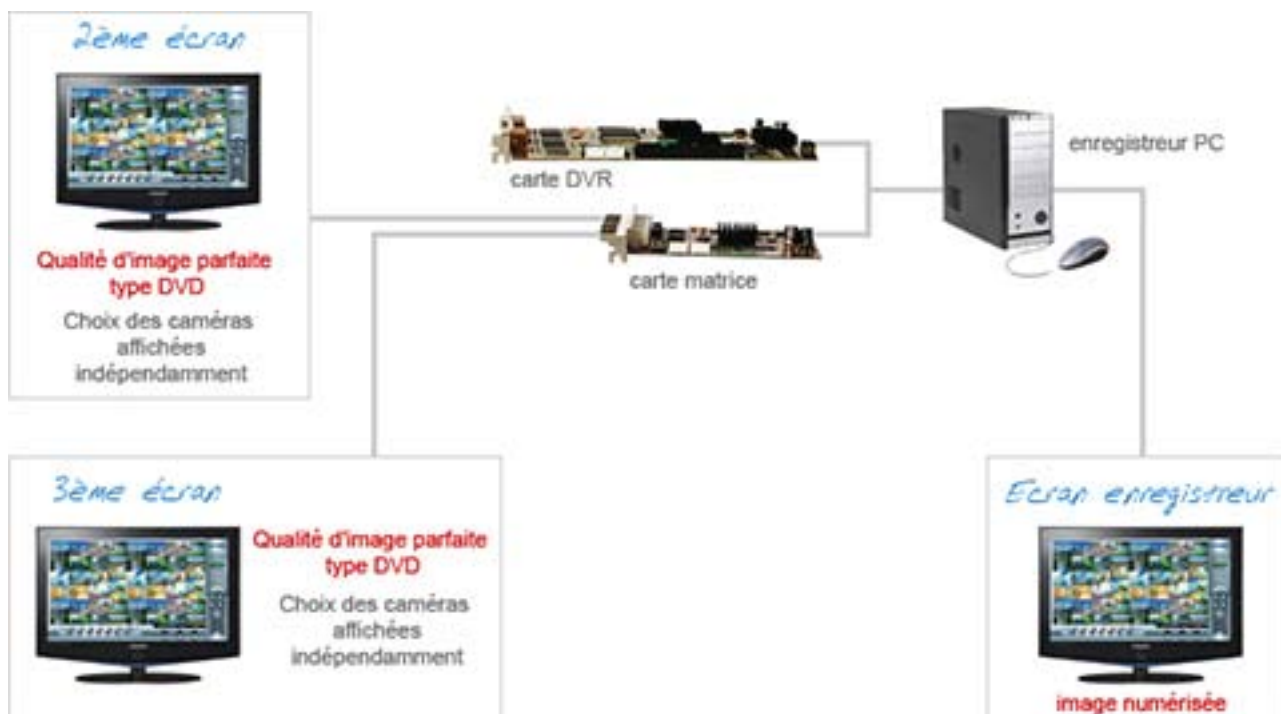 2ème écran
Qualité d'image parfaite
type DVD
Choix des caméras
affichées
indépendamment
carte DVR
carte matrice
enregistreur PC
3ème écran
Qualité d'image parfaite
type DVD
Choix des caméras
affichées
indépendamment
Ecran enregistreur
image numérisée